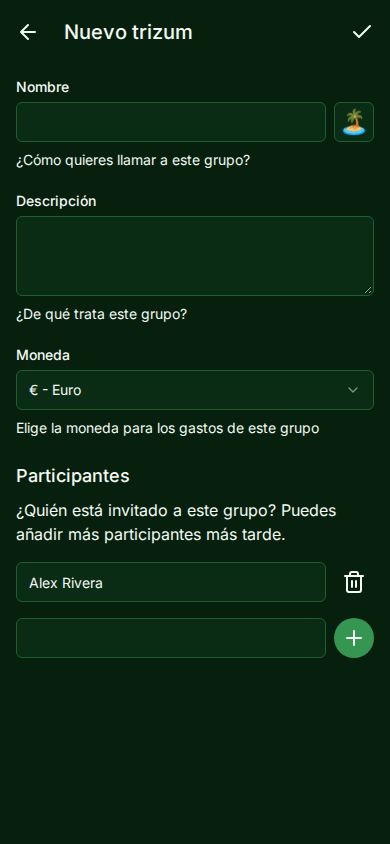 Nuevo trizum
Nombre
¿Cómo quieres llamar a este grupo?
Descripción
¿De qué trata este grupo?
Moneda
€ - Euro
Elige la moneda para los gastos de este grupo
Participantes
¿Quién está invitado a este grupo? Puedes
añadir más participantes más tarde.
Alex Rivera